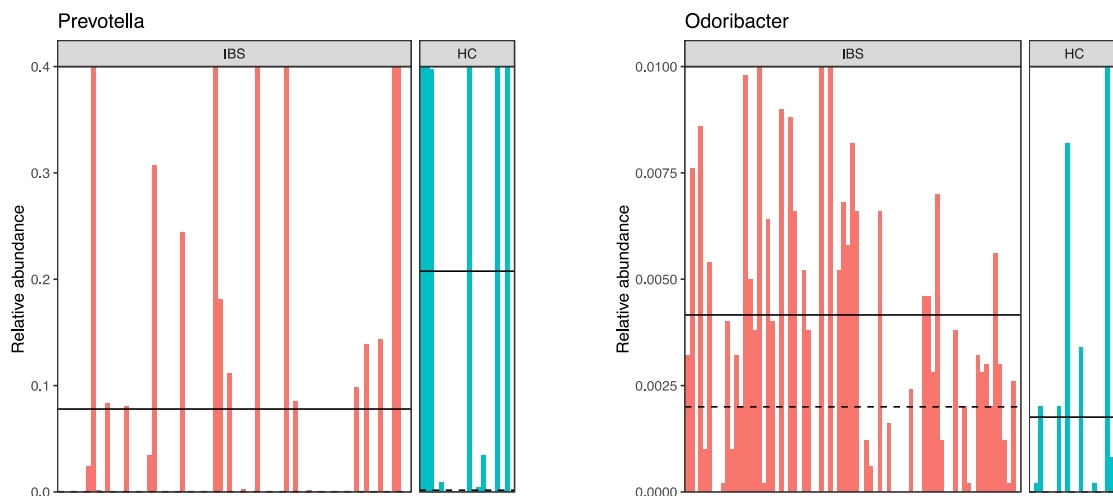 Prevotella
IBS
HC
0.4
0.3
0.2
0.1
0.0
Relative abundance
Odoribacter
IBS
HC
0.0100
0.0075
0.0050
0.0025
0.0000
Relative abundance